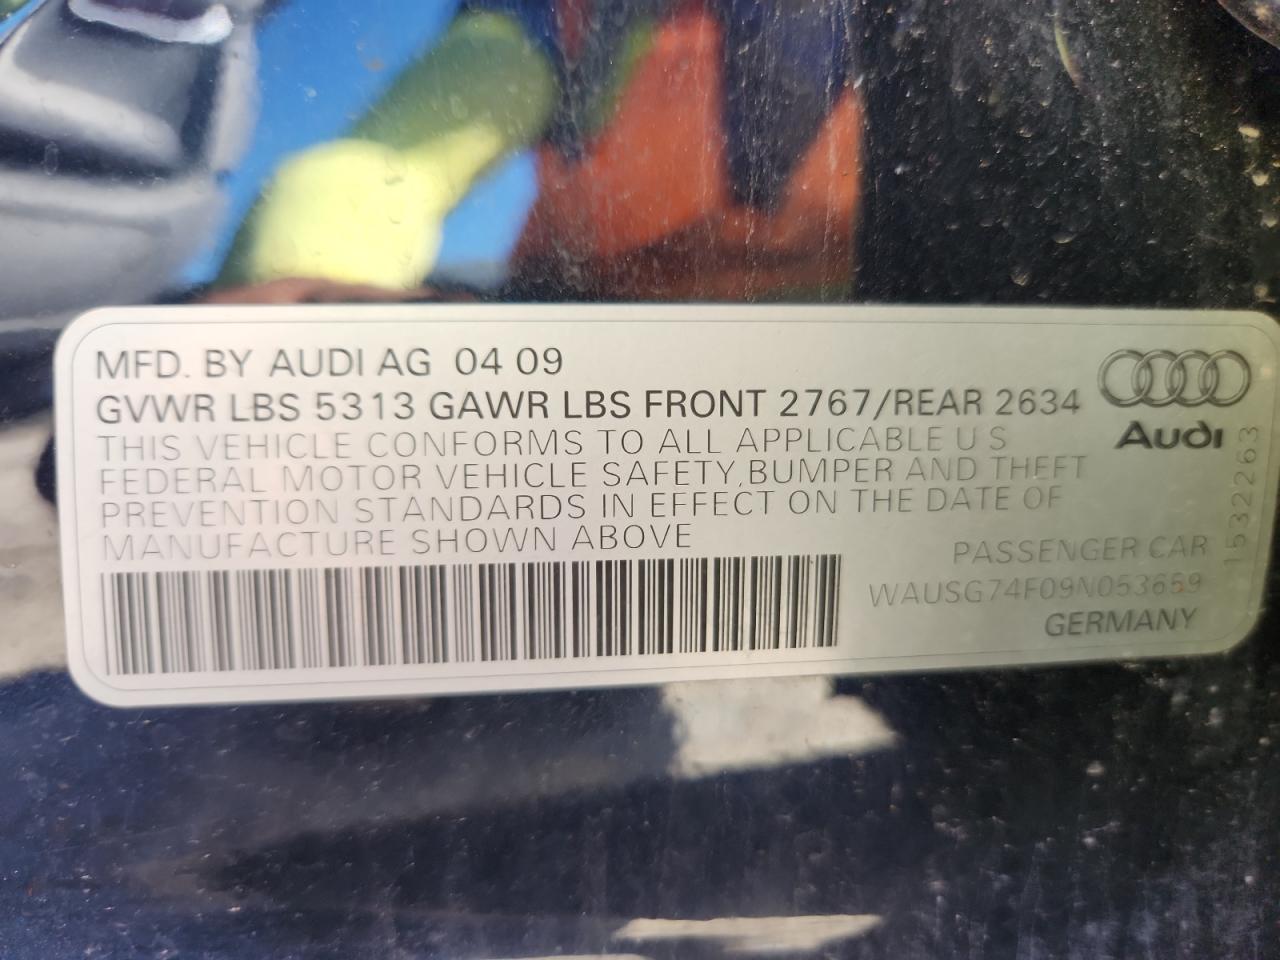 MFD. BY AUDI AG 04 09
GVWR LBS 5313 GAWR LBS FRONT 2767/REAR 2634
THIS VEHICLE CONFORMS TO ALL APPLICABLE U S
FEDERAL MOTOR VEHICLE SAFETY, BUMPER AND THEFT
PREVENTION STANDARDS IN EFFECT ON THE DATE OF
MANUFACTURE SHOWN ABOVE
Audi
1532263
PASSENGER CAR
WAUSG74F09N053659
GERMANY